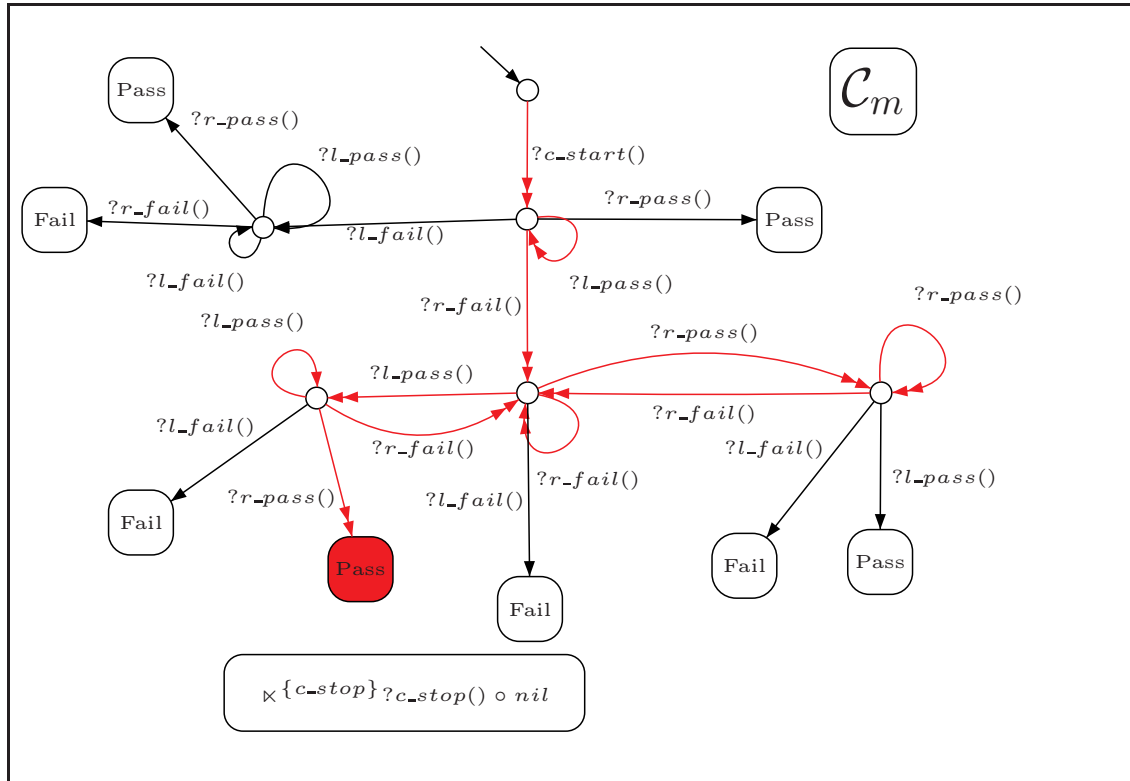 Pass
C_m
?r_pass()
?c_start()
?l_pass()
Fail
?r_fail()
?r_pass()
Pass
?l_fail()
?l_fail()
?l_pass()
?r_fail()
?l_pass()
?r_pass()
?r_pass()
?l_pass()
?r_fail()
?l_fail()
?r_fail()
?l_fail()
?l_pass()
?r_fail()
?r_pass()
?l_fail()
Fail
Pass
Fail
Pass
Fail
⋉{c_stop}?c_stop() ∘ nil